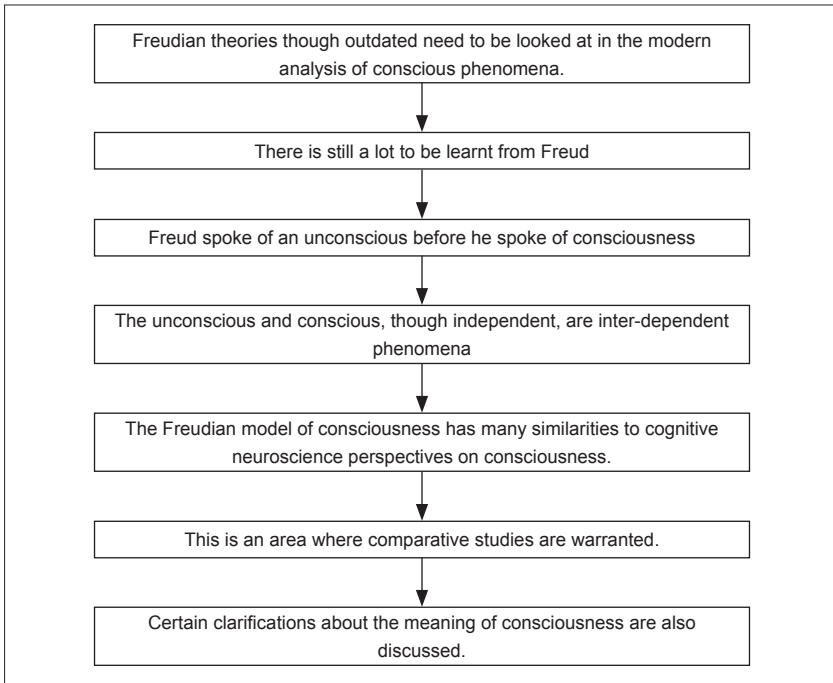 Freudian theories though outdated need to be looked at in the modern
analysis of conscious phenomena.
There is still a lot to be learnt from Freud
Freud spoke of an unconscious before he spoke of consciousness
The unconscious and conscious, though independent, are inter-dependent
phenomena
The Freudian model of consciousness has many similarities to cognitive
neuroscience perspectives on consciousness.
This is an area where comparative studies are warranted.
Certain clarifications about the meaning of consciousness are also
discussed.